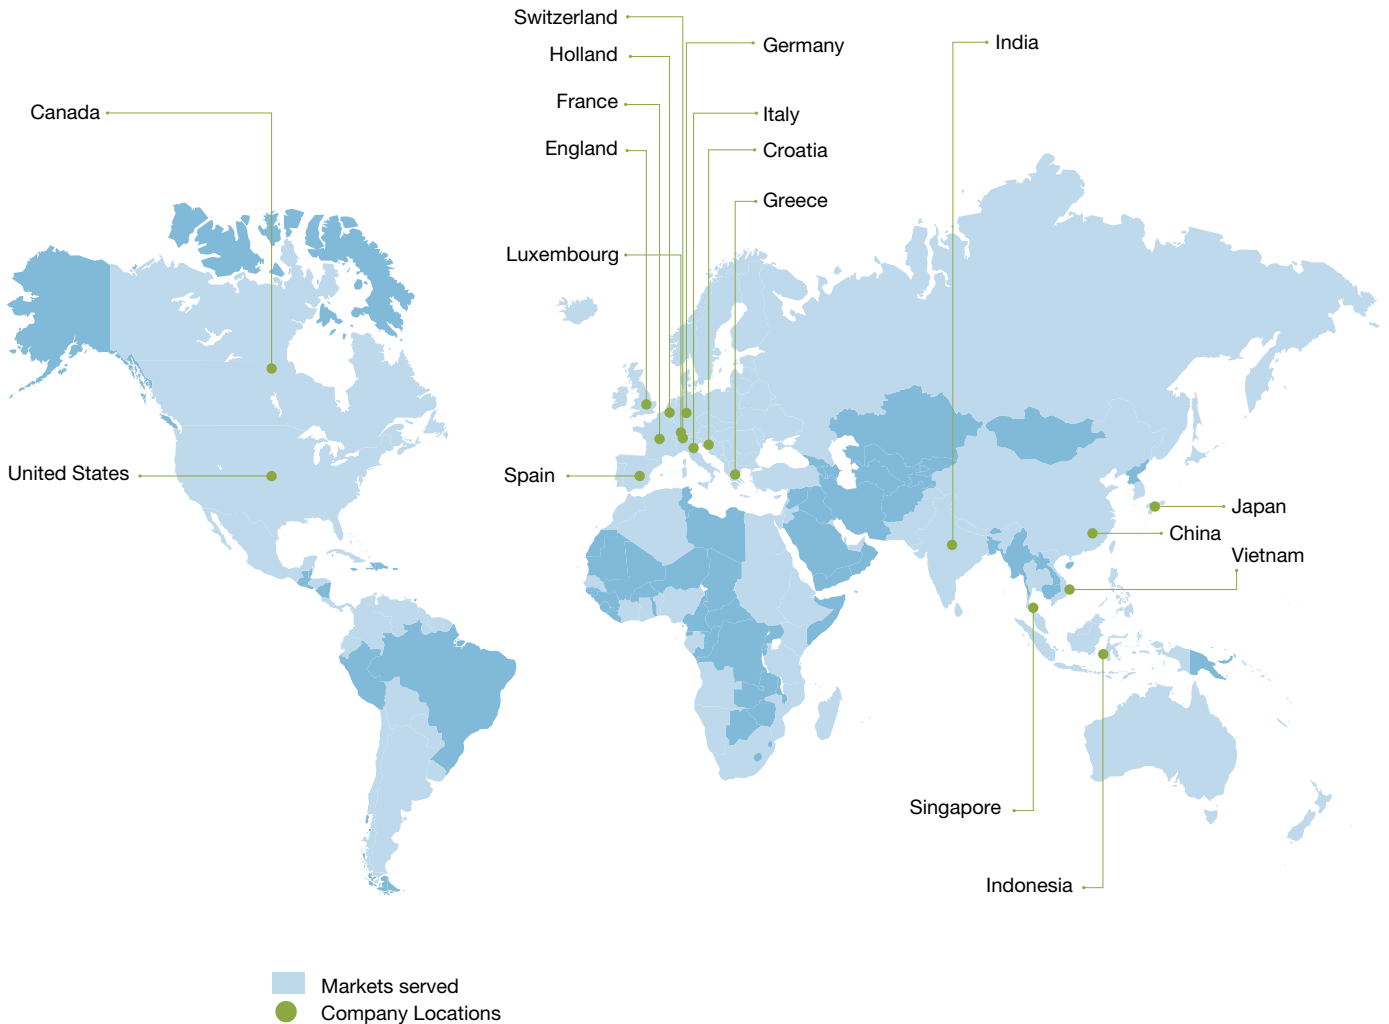 Switzerland
Germany
India
Holland
France
Canada
Italy
England
Croatia
Greece
Luxembourg
United States
Spain
Japan
China
Vietnam
Singapore
Indonesia
Markets served
Company Locations